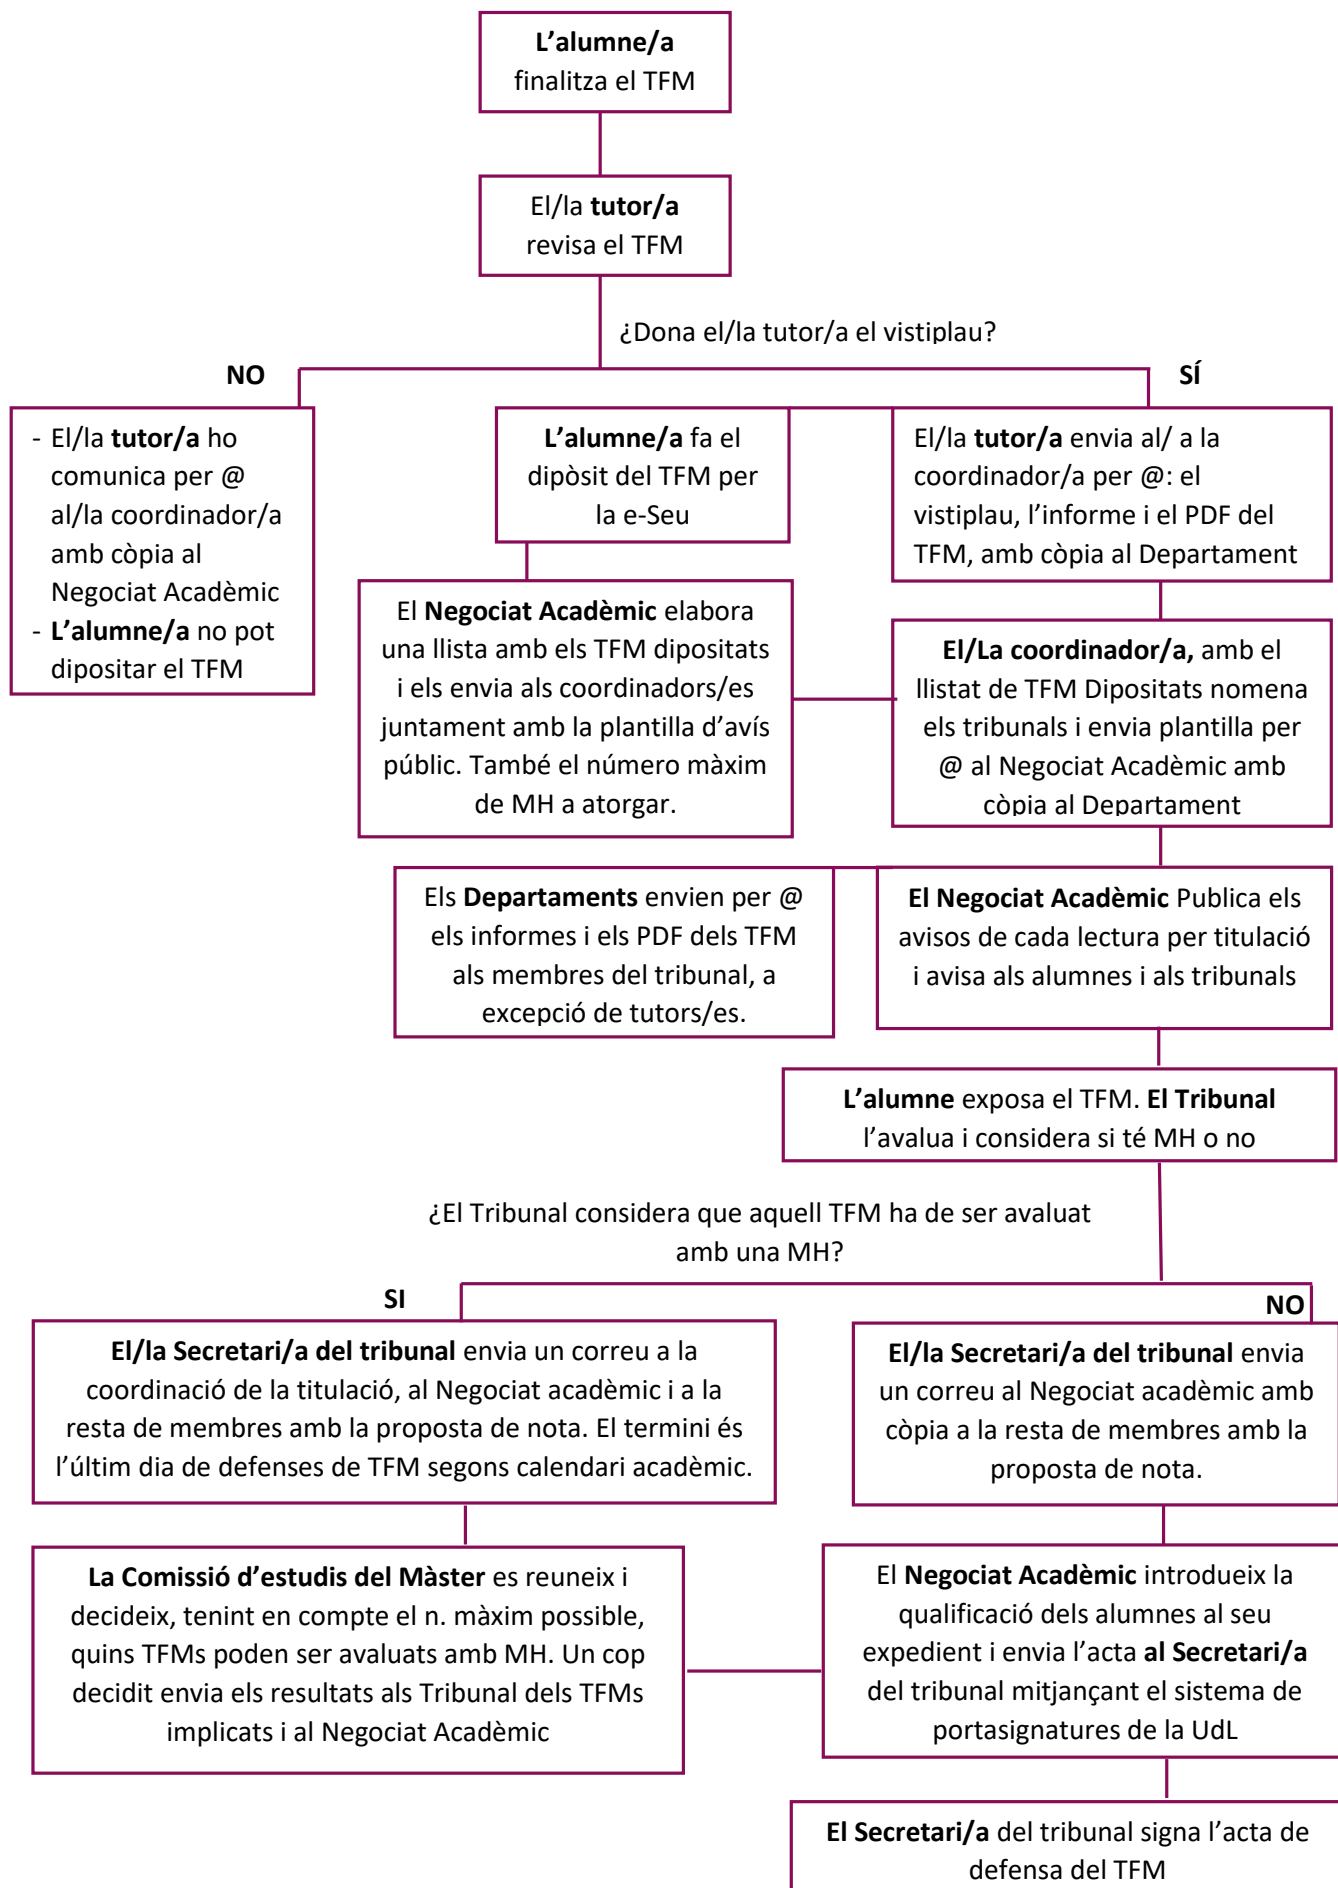 L’alumne/a
finalitza el TFM
El/la tutor/a
revisa el TFM
¿Dona el/la tutor/a el vistiplau?
NO
SÍ
- El/la tutor/a ho
comunica per @
al/la coordinador/a
amb còpia al
Negociat Acadèmic
- L’alumne/a no pot
dipositar el TFM
L’alumne/a fa el
dipòsit del TFM per
la e-Seu
El/la tutor/a envia al/ a la
coordinador/a per @: el
vistiplau, l’informe i el PDF del
TFM, amb còpia al Departament
El Negociat Acadèmic elabora
una llista amb els TFM dipositats
i els envia als coordinadors/es
juntament amb la plantilla d’avís
públic. També el número màxim
de MH a atorgar.
El/La coordinador/a, amb el
llistat de TFM Dipositats nomena
els tribunals i envia plantilla per
@ al Negociat Acadèmic amb
còpia al Departament
Els Departaments envien per @
els informes i els PDF dels TFM
als membres del tribunal, a
excepció de tutors/es.
El Negociat Acadèmic Publica els
avisos de cada lectura per titulació
i avisa als alumnes i als tribunals
L’alumne exposa el TFM. El Tribunal
l’avalua i considera si té MH o no
¿El Tribunal considera que aquell TFM ha de ser avaluat
amb una MH?
SI
NO
El/la Secretari/a del tribunal envia un correu a la
coordinació de la titulació, al Negociat acadèmic i a la
resta de membres amb la proposta de nota. El termini és
l’últim dia de defenses de TFM segons calendari acadèmic.
El/la Secretari/a del tribunal envia
un correu al Negociat acadèmic amb
còpia a la resta de membres amb la
proposta de nota.
La Comissió d’estudis del Màster es reuneix i
decideix, tenint en compte el n. màxim possible,
quins TFMs poden ser avaluats amb MH. Un cop
decidit envia els resultats als Tribunal dels TFMs
implicats i al Negociat Acadèmic
El Negociat Acadèmic introdueix la
qualificació dels alumnes al seu
expedient i envia l’acta al Secretari/a
del tribunal mitjançant el sistema de
portasignatures de la UdL
El Secretari/a del tribunal signa l’acta de
defensa del TFM